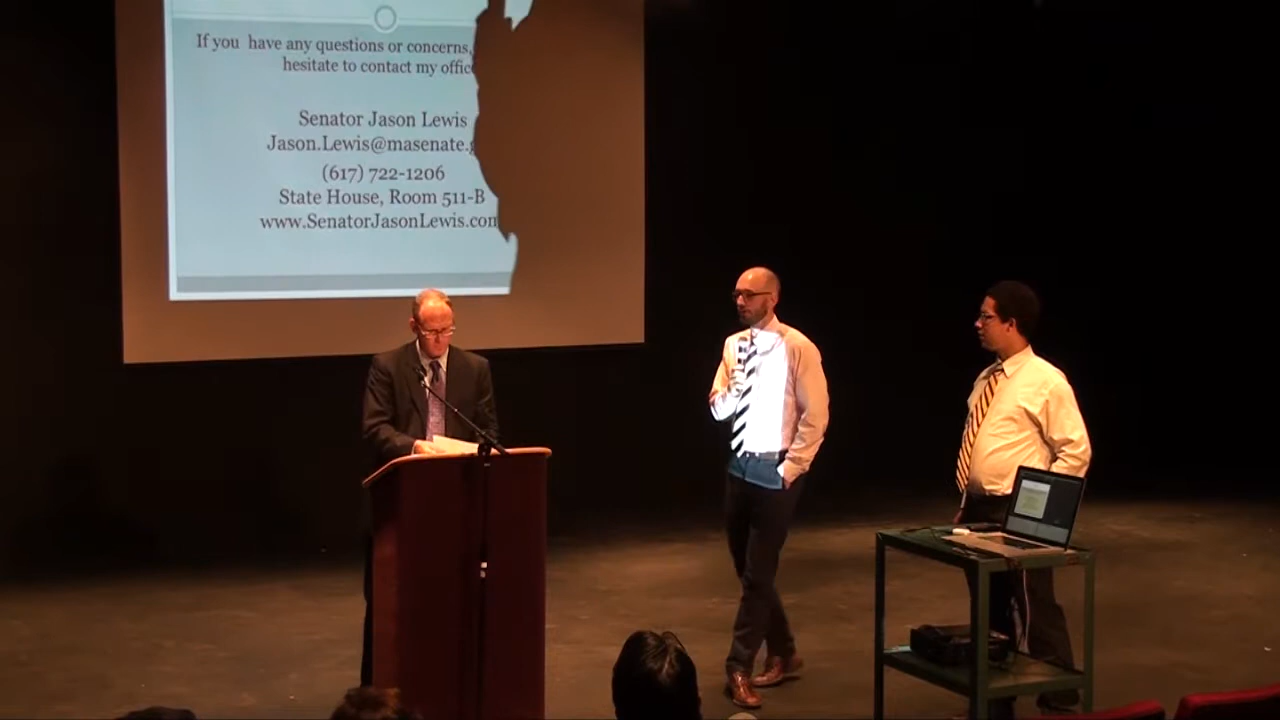 If you have any questions or concerns,
hesitate to contact my offic
Senator Jason Lewis
Jason.Lewis@masenate.g
(617) 722-1206
State House, Room 511-B
www.SenatorJasonLewis.com